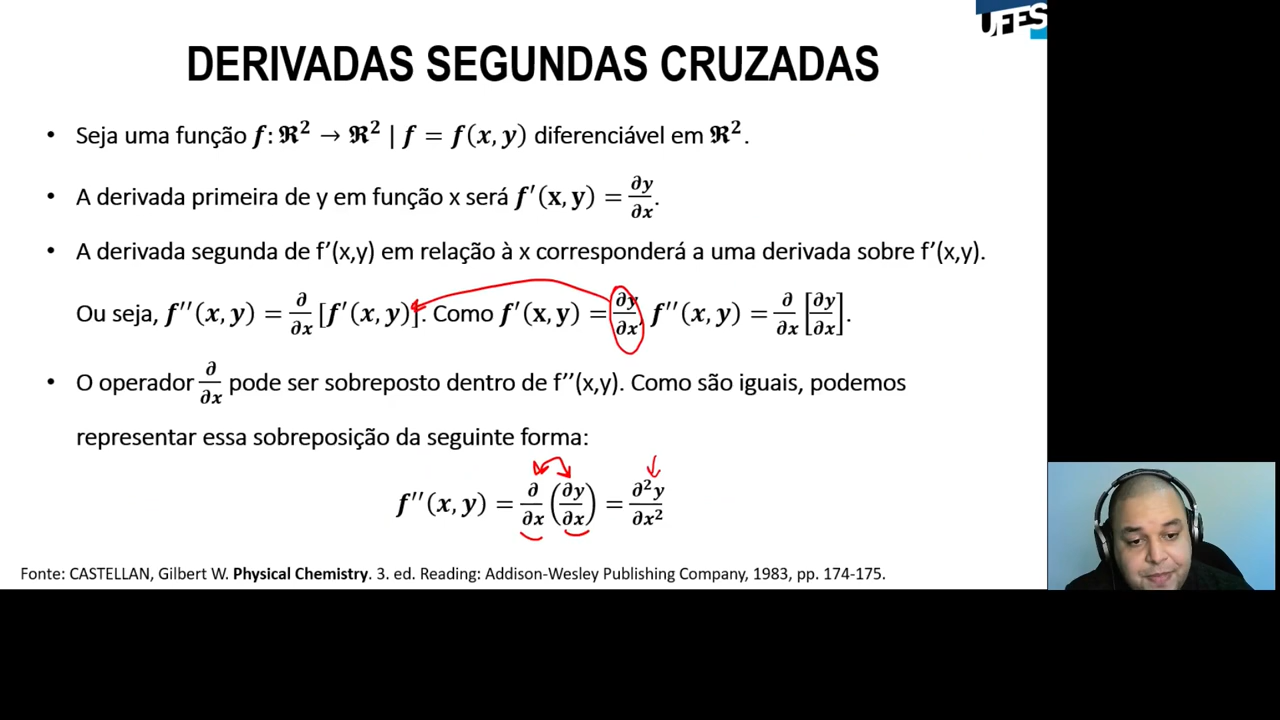 UFES
DERIVADAS SEGUNDAS CRUZADAS
• Seja uma função f: ℜ² → ℜ² | f = f(x, y) diferenciável em ℜ².
• A derivada primeira de y em função x será f′(x, y) = ∂y/∂x.
• A derivada segunda de f’(x,y) em relação à x corresponderá a uma derivada sobre f’(x,y).
Ou seja, f′′(x, y) = ∂/∂x [f′(x, y)]. Como f′(x, y) = ∂y/∂x, f′′(x, y) = ∂/∂x [∂y/∂x].
• O operador ∂/∂x pode ser sobreposto dentro de f’’(x,y). Como são iguais, podemos
representar essa sobreposição da seguinte forma:
f′′(x, y) = ∂/∂x (∂y/∂x) = ∂²y/∂x²
Fonte: CASTELLAN, Gilbert W. Physical Chemistry. 3. ed. Reading: Addison-Wesley Publishing Company, 1983, pp. 174-175.